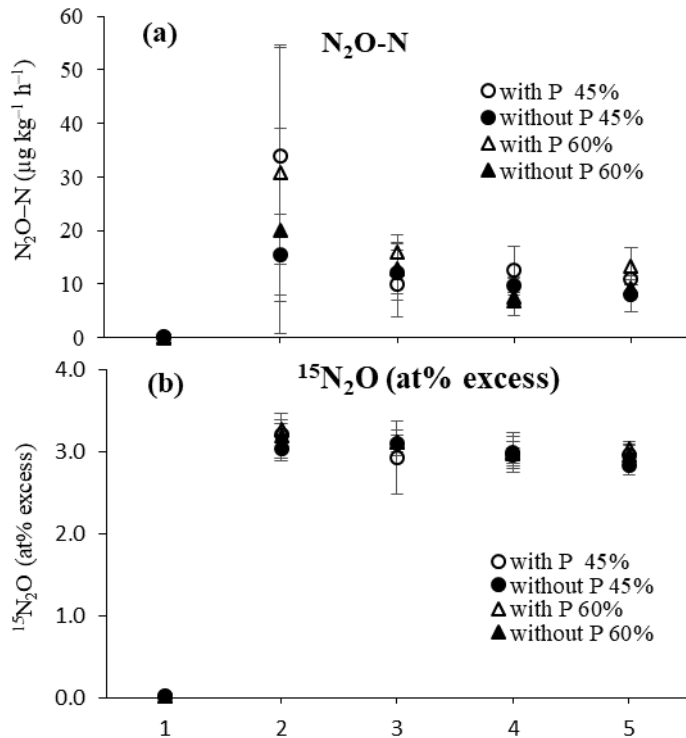 (a)
N₂O-N
60
50
40
30
20
10
0
N₂O–N (µg kg⁻¹ h⁻¹)
with P 45%
without P 45%
with P 60%
without P 60%
(b)
¹⁵N₂O (at% excess)
4.0
3.0
2.0
1.0
0.0
¹⁵N₂O (at% excess)
with P 45%
without P 45%
with P 60%
without P 60%
1 2 3 4 5